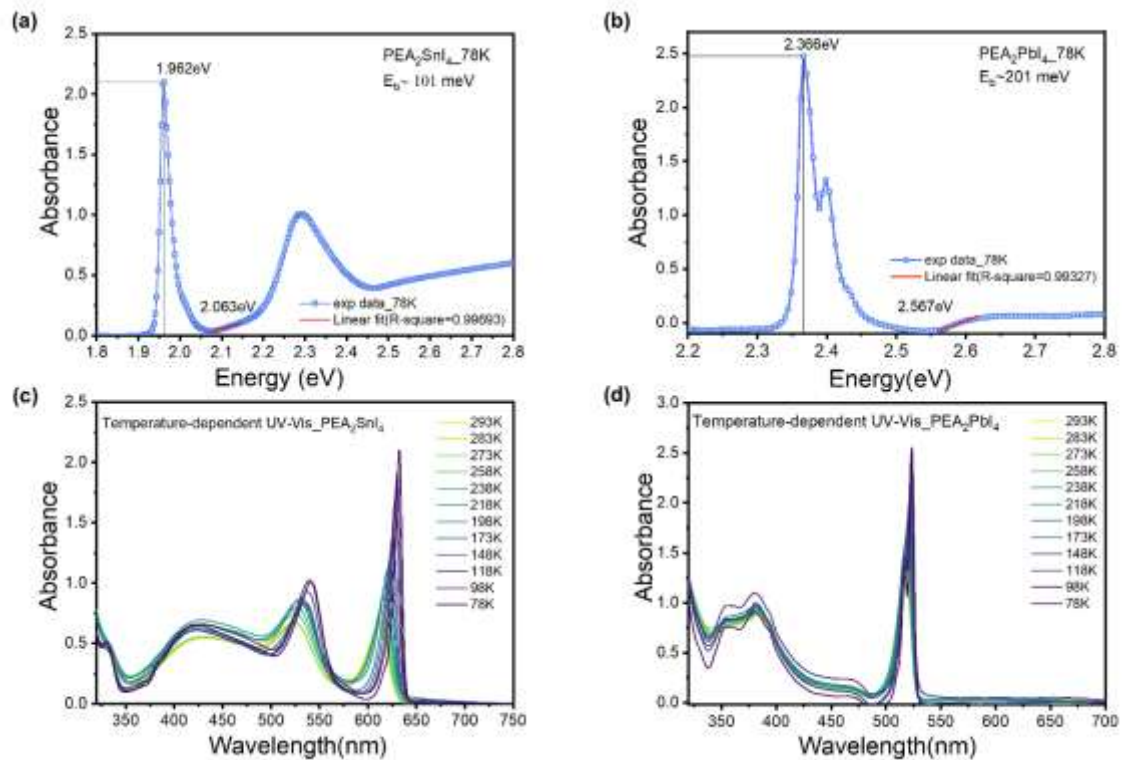 (a)
2.5
2.0
1.5
1.0
0.5
0.0
Absorbance
1.962eV
PEA2SnI4_78K
Eb~ 101 meV
2.063eV
exp data_78K
Linear fit(R-square=0.99693)
1.8 1.9 2.0 2.1 2.2 2.3 2.4 2.5 2.6 2.7 2.8
Energy (eV)
(b)
2.5
2.0
1.5
1.0
0.5
0.0
Absorbance
2.366eV
PEA2PbI4_78K
Eb~201 meV
exp data_78K
Linear fit(R-square=0.99327)
2.567eV
2.2 2.3 2.4 2.5 2.6 2.7 2.8
Energy(eV)
(c)
2.5
2.0
1.5
1.0
0.5
0.0
Absorbance
Temperature-dependent UV-Vis_PEA2SnI4
293K
283K
273K
258K
238K
218K
198K
173K
148K
118K
98K
78K
350 400 450 500 550 600 650 700 750
Wavelength(nm)
(d)
3.0
2.5
2.0
1.5
1.0
0.5
0.0
Absorbance
Temperature-dependent UV-Vis_PEA2PbI4
293K
283K
273K
258K
238K
218K
198K
173K
148K
118K
98K
78K
350 400 450 500 550 600 650 700
Wavelength(nm)